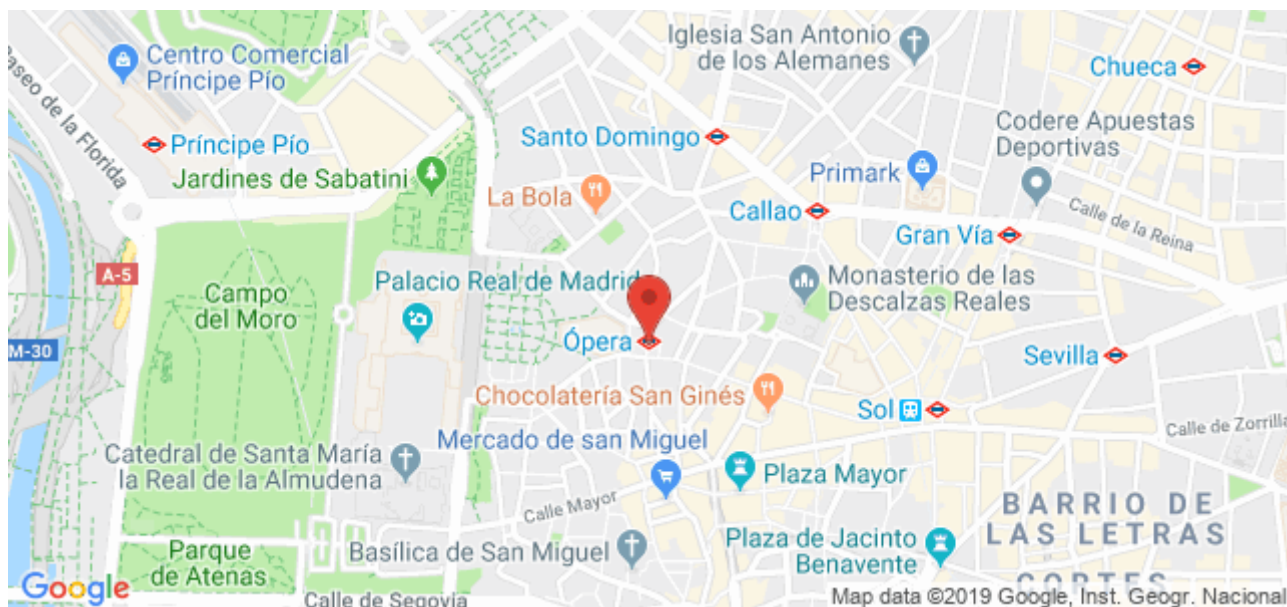 Iglesia San Antonio
de los Alemanes
Centro Comercial
Príncipe Pío
Chueca
Paseo de la Florida
Príncipe Pío
Santo Domingo
Codere Apuestas
Deportivas
Jardines de Sabatini
Primark
La Bola
Callao
Calle de la Reina
Gran Vía
A-5
Palacio Real de Madrid
Monasterio de las
Descalzas Reales
Campo
del Moro
M-30
Ópera
Sevilla
Chocolatería San Ginés
Sol
Calle de Zorrilla
Mercado de san Miguel
Catedral de Santa María
la Real de la Almudena
Plaza Mayor
Calle Mayor
BARRIO DE
LAS LETRAS
Basílica de San Miguel
Plaza de Jacinto
Benavente
Parque
de Atenas
CORTES
Google
Calle de Segovia
Map data ©2019 Google, Inst. Geogr. Nacional